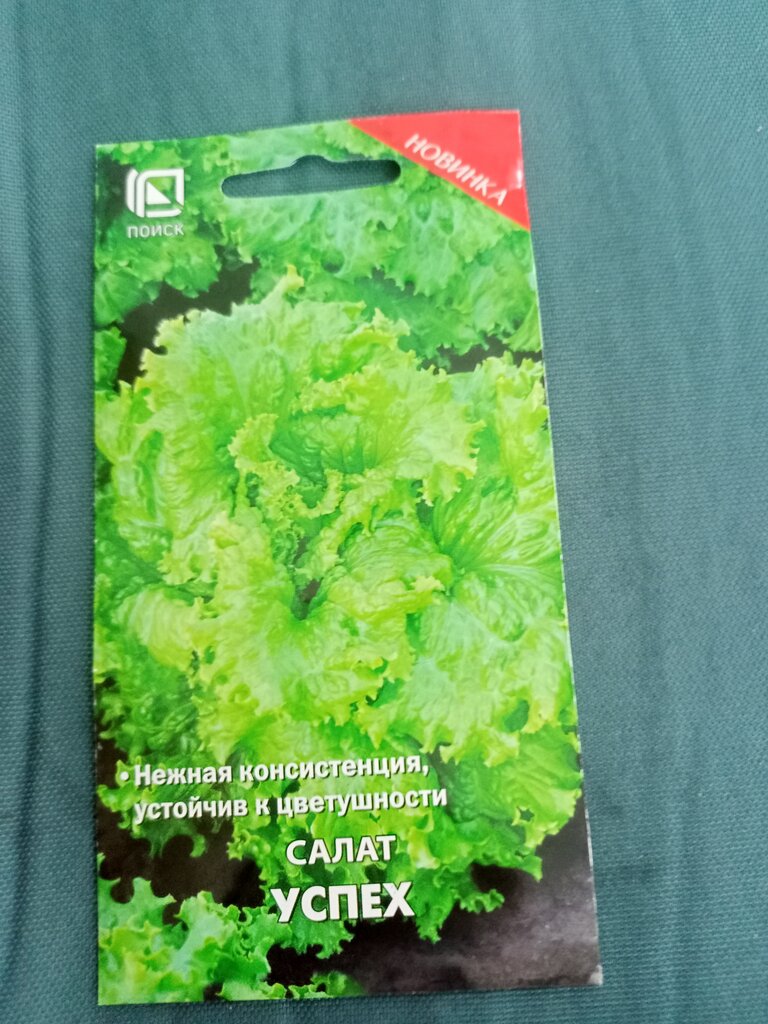 НОВИНКА
ПОИСК
• Нежная консистенция,
устойчив к цветушности
САЛАТ
УСПЕХ